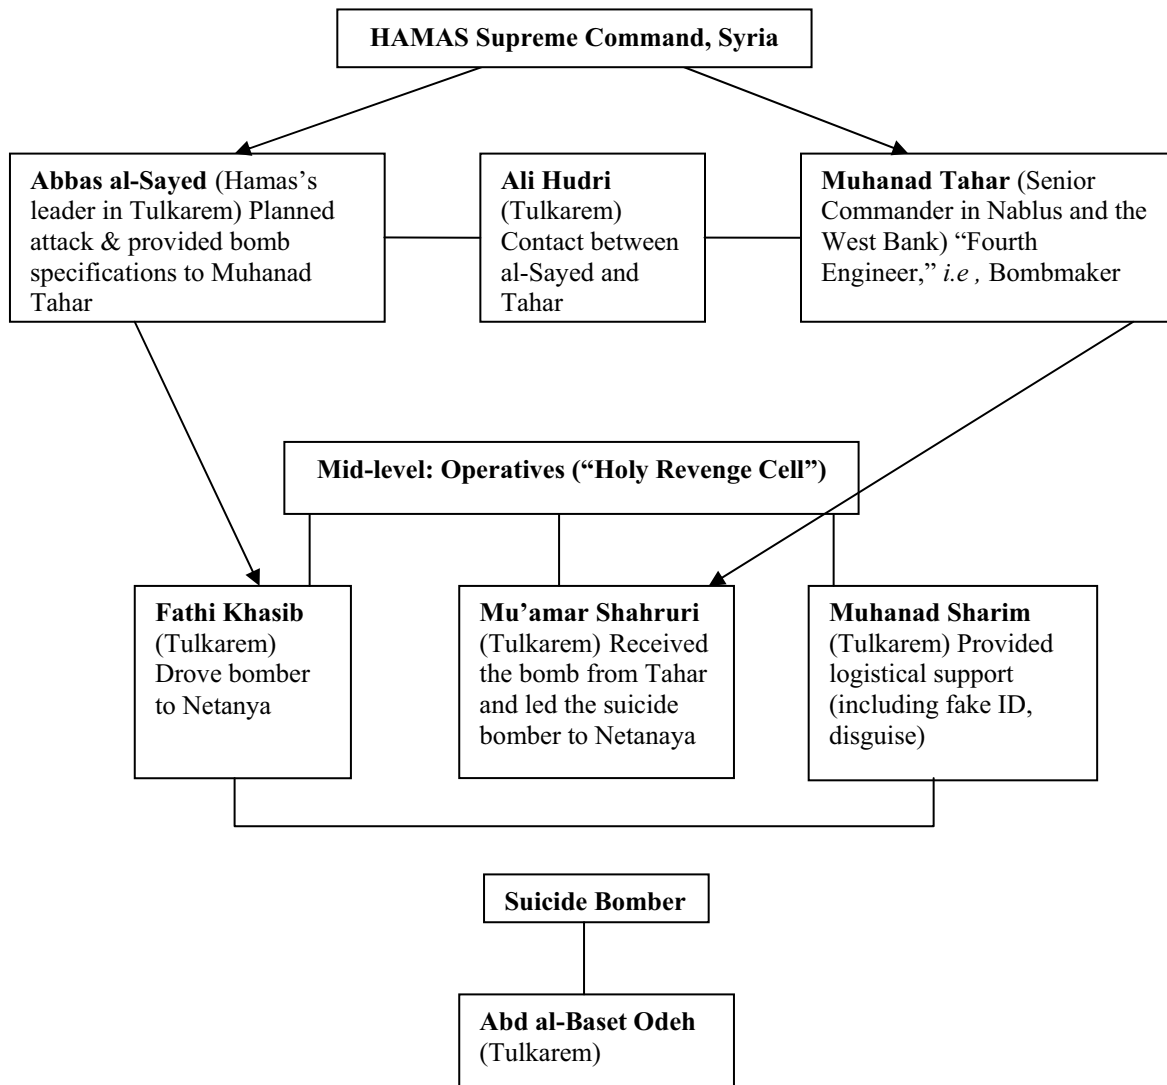 HAMAS Supreme Command, Syria
Abbas al-Sayed (Hamas's
leader in Tulkarem) Planned
attack & provided bomb
specifications to Muhanad
Tahar
Ali Hudri
(Tulkarem)
Contact between
al-Sayed and
Tahar
Muhanad Tahar (Senior
Commander in Nablus and the
West Bank) “Fourth
Engineer,” i.e , Bombmaker
Mid-level: Operatives (“Holy Revenge Cell”)
Fathi Khasib
(Tulkarem)
Drove bomber
to Netanya
Mu’amar Shahruri
(Tulkarem) Received
the bomb from Tahar
and led the suicide
bomber to Netanaya
Muhanad Sharim
(Tulkarem) Provided
logistical support
(including fake ID,
disguise)
Suicide Bomber
Abd al-Baset Odeh
(Tulkarem)